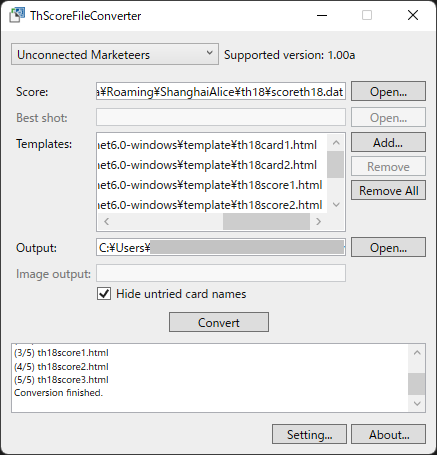 ThScoreFileConverter
Unconnected Marketeers Supported version: 1.00a
Score: a¥Roaming¥ShanghaiAlice¥th18¥scoreth18.dat Open...
Best shot: Open...
Templates: net6.0-windows¥template¥th18card1.html Add...
net6.0-windows¥template¥th18card2.html Remove
net6.0-windows¥template¥th18score1.html Remove All
net6.0-windows¥template¥th18score2.html
Output: C:¥Users¥ Open...
Image output:
Hide untried card names
Convert
(3/5) th18score1.html
(4/5) th18score2.html
(5/5) th18score3.html
Conversion finished.
Setting... About...